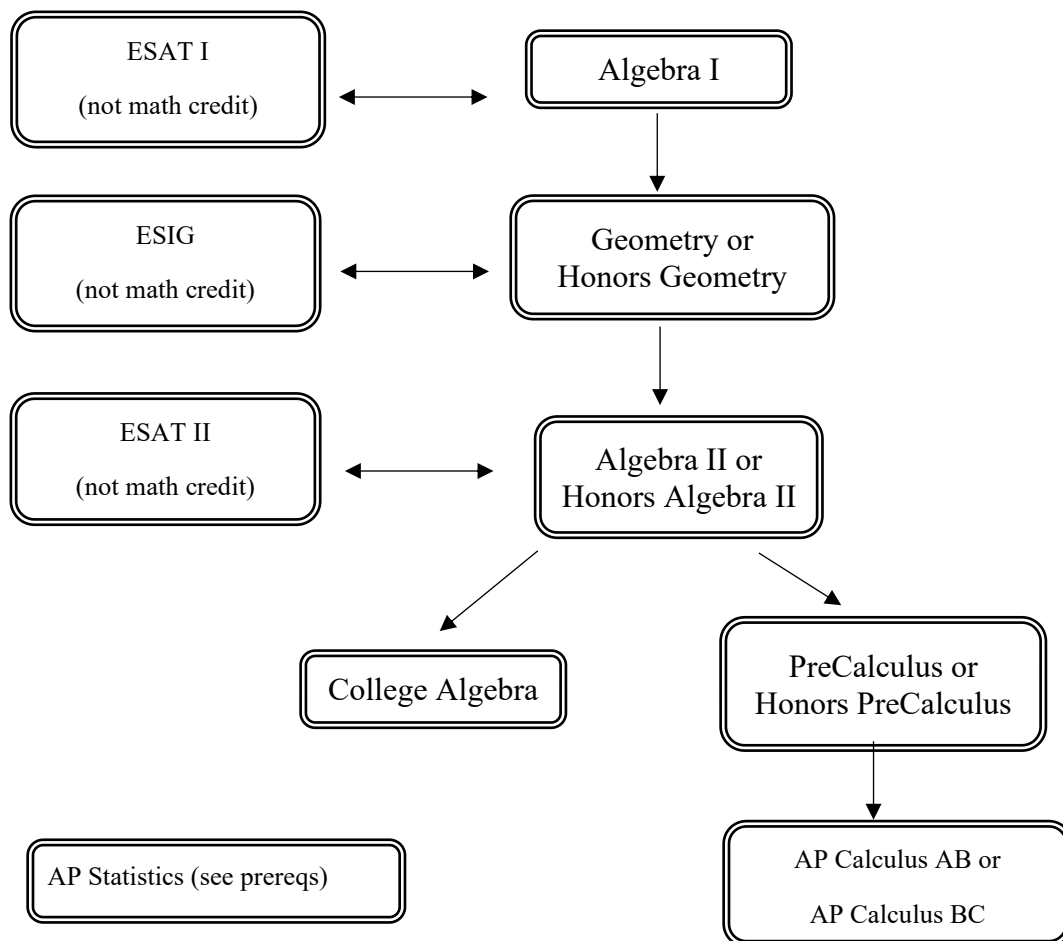 ESAT I
(not math credit)
Algebra I
ESIG
(not math credit)
Geometry or
Honors Geometry
ESAT II
(not math credit)
Algebra II or
Honors Algebra II
College Algebra
PreCalculus or
Honors PreCalculus
AP Statistics (see prereqs)
AP Calculus AB or
AP Calculus BC